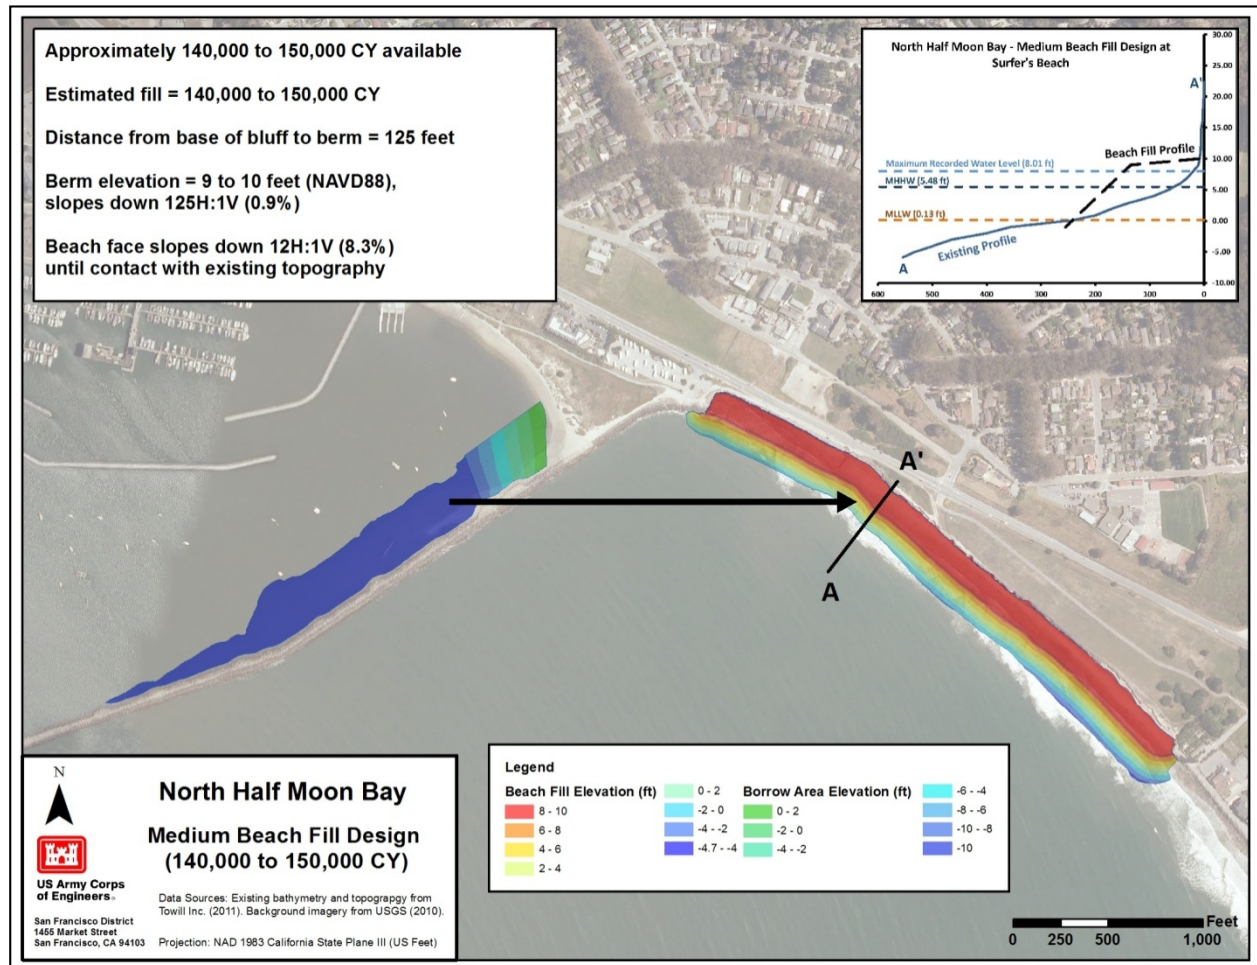 Approximately 140,000 to 150,000 CY available
Estimated fill = 140,000 to 150,000 CY
Distance from base of bluff to berm = 125 feet
Berm elevation = 9 to 10 feet (NAVD88),
slopes down 125H:1V (0.9%)
Beach face slopes down 12H:1V (8.3%)
until contact with existing topography
North Half Moon Bay - Medium Beach Fill Design at
Surfer's Beach
30.00
25.00
20.00
15.00
10.00
5.00
0.00
-5.00
-10.00
A'
Beach Fill Profile
Maximum Recorded Water Level (8.01 ft)
MHHW (5.48 ft)
MLLW (0.13 ft)
Existing Profile
A
600
500
400
300
200
100
0
A'
A
N
US Army Corps
of Engineers®
San Francisco District
1455 Market Street
San Francisco, CA 94103
North Half Moon Bay
Medium Beach Fill Design
(140,000 to 150,000 CY)
Data Sources: Existing bathymetry and topograpgy from
Towill Inc. (2011). Background imagery from USGS (2010).
Projection: NAD 1983 California State Plane III (US Feet)
Legend
Beach Fill Elevation (ft)
8 - 10
6 - 8
4 - 6
2 - 4
0 - 2
-2 - 0
-4 - -2
-4.7 - -4
Borrow Area Elevation (ft)
0 - 2
-2 - 0
-4 - -2
-6 - -4
-8 - -6
-10 - -8
-10
Feet
0
250
500
1,000